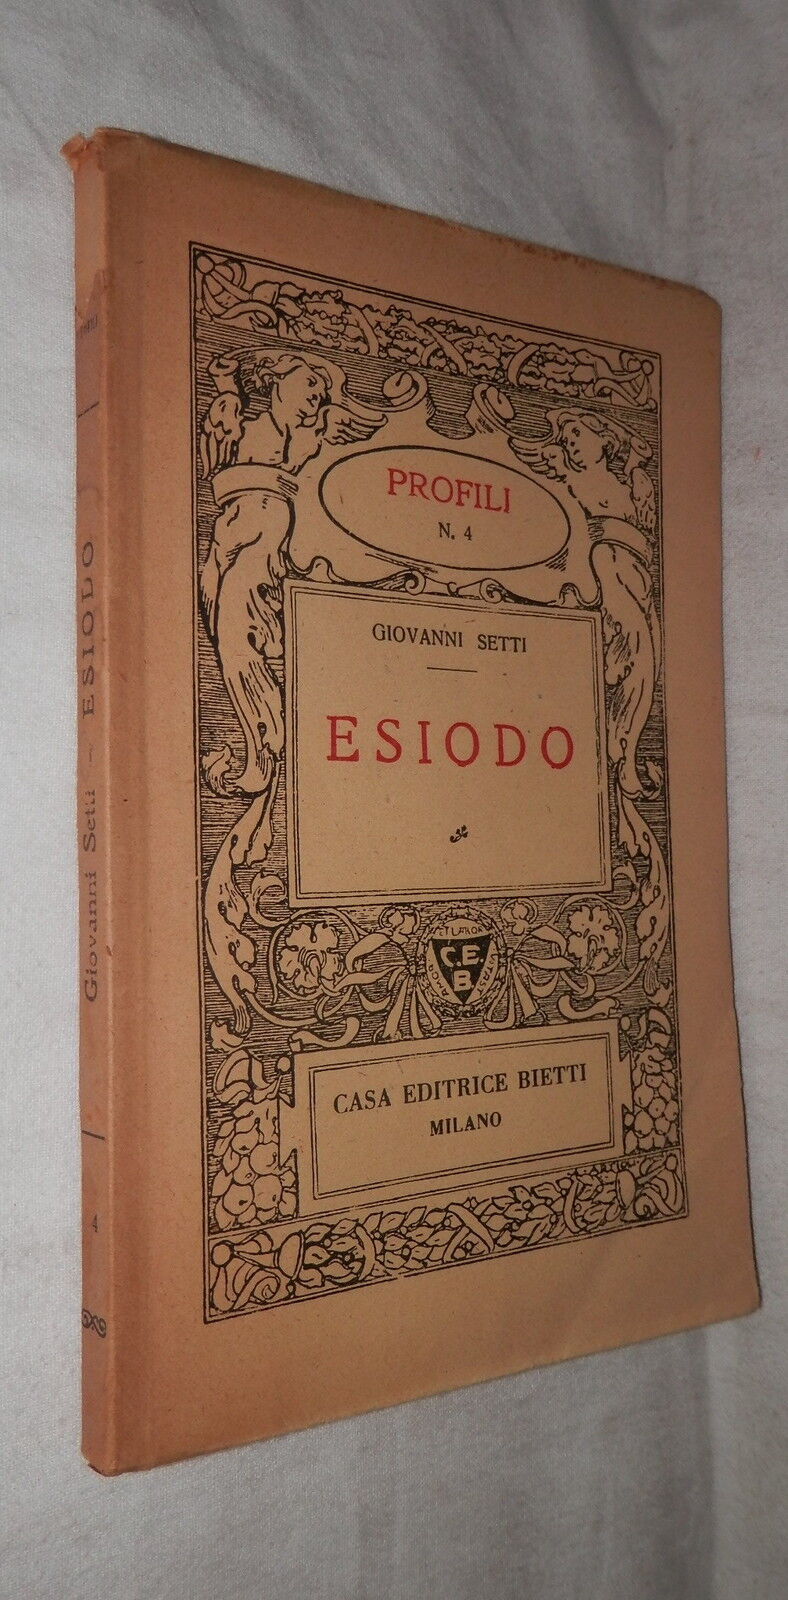 PROFILI
N. 4
GIOVANNI SETTI
ESIODO
C.E.
B.
CASA EDITRICE BIETTI
MILANO
Giovanni Setti - ESIODO
4